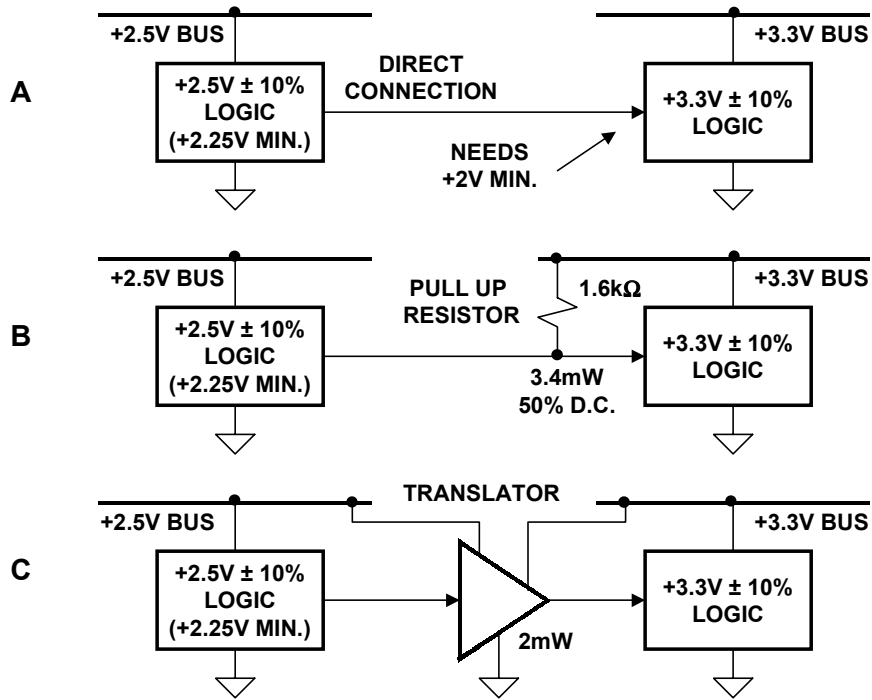 +2.5V BUS
+3.3V BUS
A
+2.5V ± 10%
LOGIC
(+2.25V MIN.)
DIRECT
CONNECTION
NEEDS
+2V MIN.
+3.3V ± 10%
LOGIC
+2.5V BUS
+3.3V BUS
B
+2.5V ± 10%
LOGIC
(+2.25V MIN.)
PULL UP
RESISTOR
1.6kΩ
3.4mW
50% D.C.
+3.3V ± 10%
LOGIC
TRANSLATOR
+2.5V BUS
+3.3V BUS
C
+2.5V ± 10%
LOGIC
(+2.25V MIN.)
2mW
+3.3V ± 10%
LOGIC